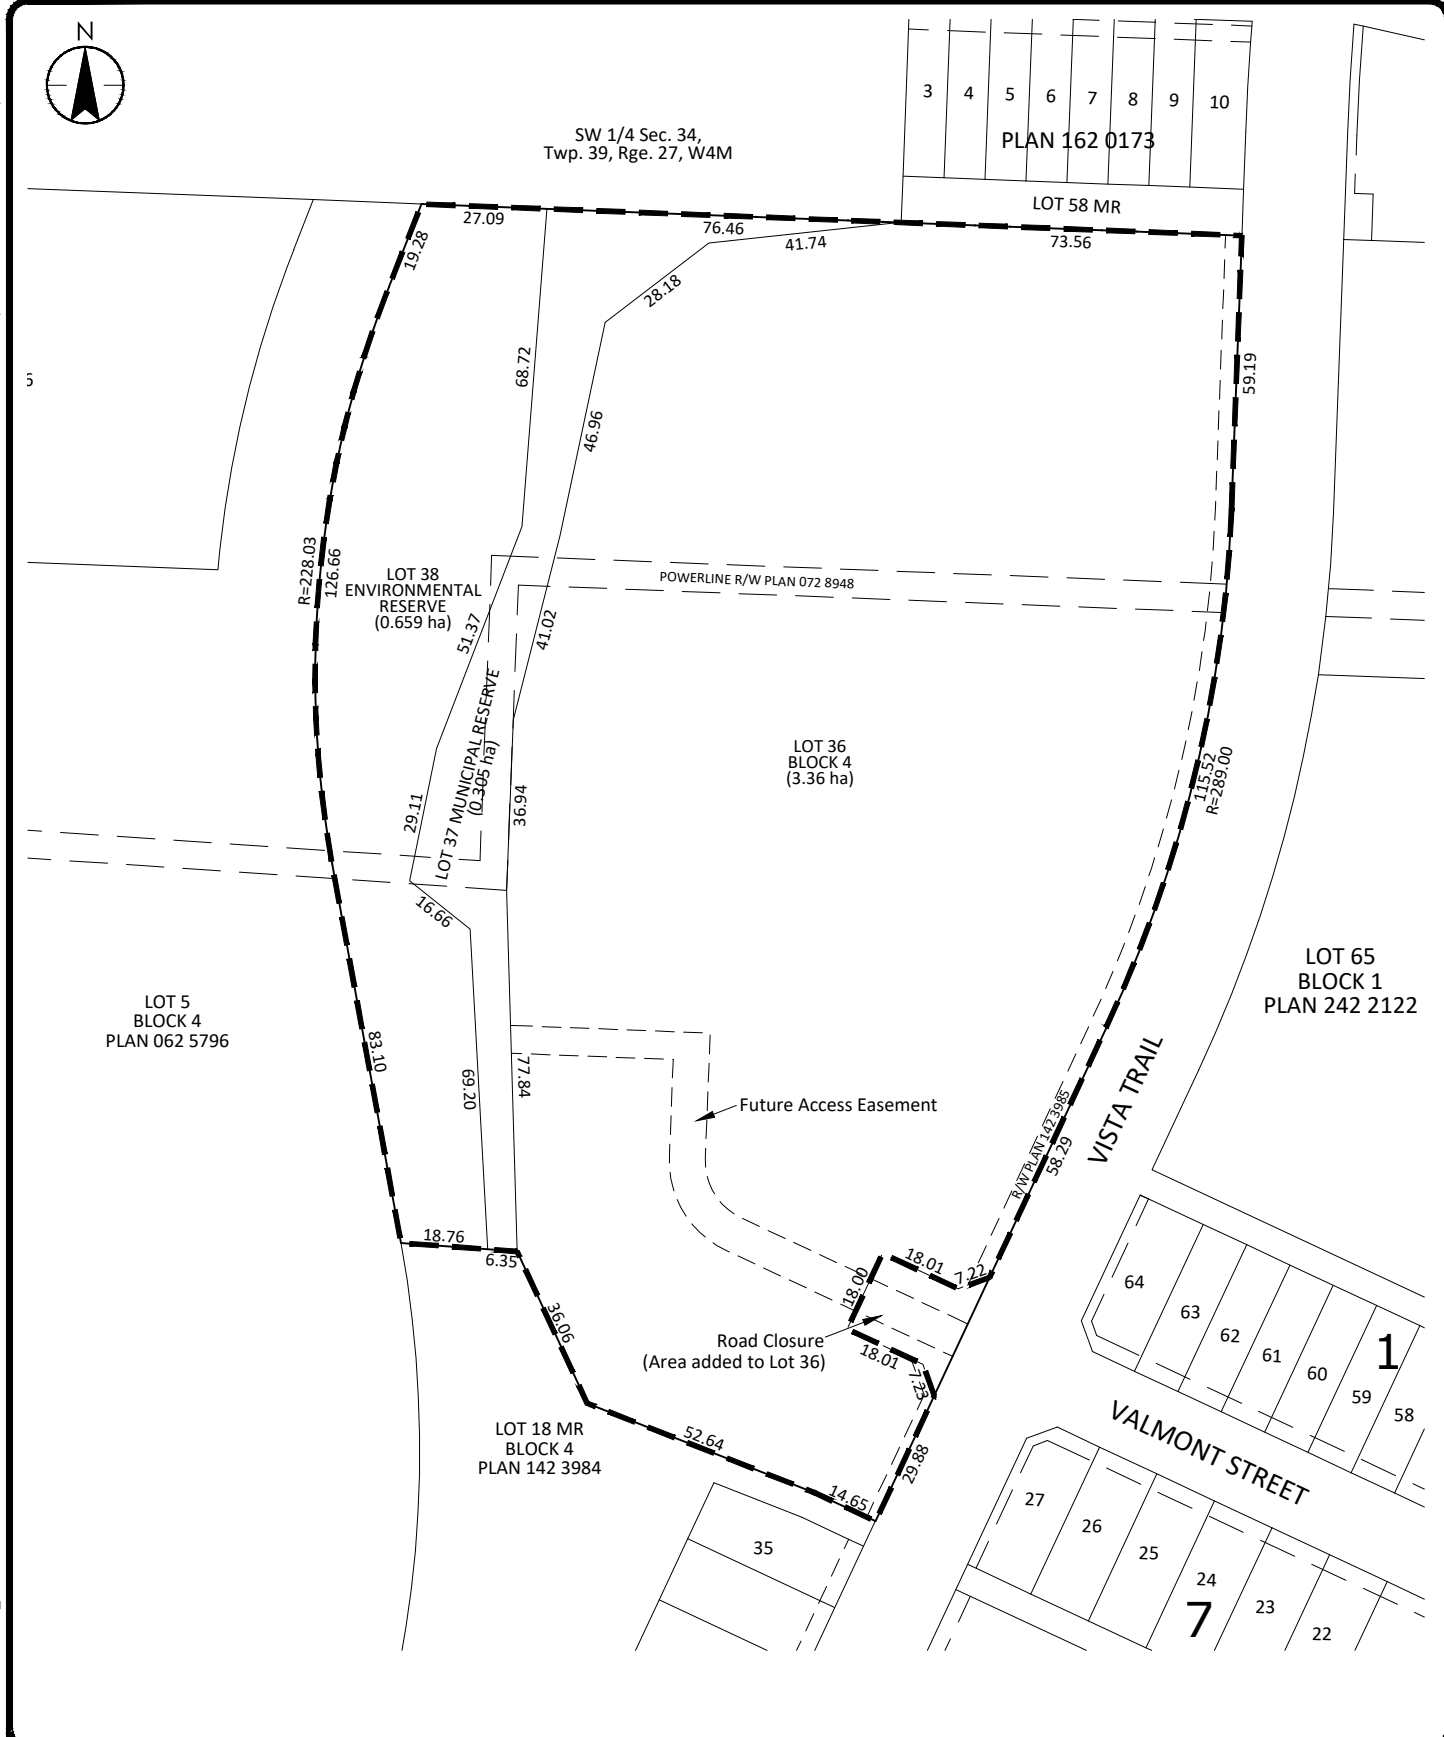 N
SW 1/4 Sec. 34,
Twp. 39, Rge. 27, W4M
3
4
5
6
7
8
9
10
PLAN 162 0173
LOT 58 MR
27.09
76.46
41.74
73.56
19.28
28.18
68.72
46.96
59.19
R=228.03
126.66
LOT 38
ENVIRONMENTAL
RESERVE
(0.659 ha)
POWERLINE R/W PLAN 072 8948
51.37
41.02
LOT 37 MUNICIPAL RESERVE
(0.305 ha)
LOT 36
BLOCK 4
(3.36 ha)
115.52
R=289.00
29.11
36.94
16.66
LOT 65
BLOCK 1
PLAN 242 2122
LOT 5
BLOCK 4
PLAN 062 5796
83.10
69.20
77.84
Future Access Easement
R/W PLAN 142 3985
58.29
VISTA TRAIL
18.76
6.35
18.01
7.22
18.00
36.06
Road Closure
(Area added to Lot 36)
18.01
7.23
64
63
62
61
60
59
58
1
LOT 18 MR
BLOCK 4
PLAN 142 3984
52.64
14.65
29.88
VALMONT STREET
35
27
26
25
24
23
22
7